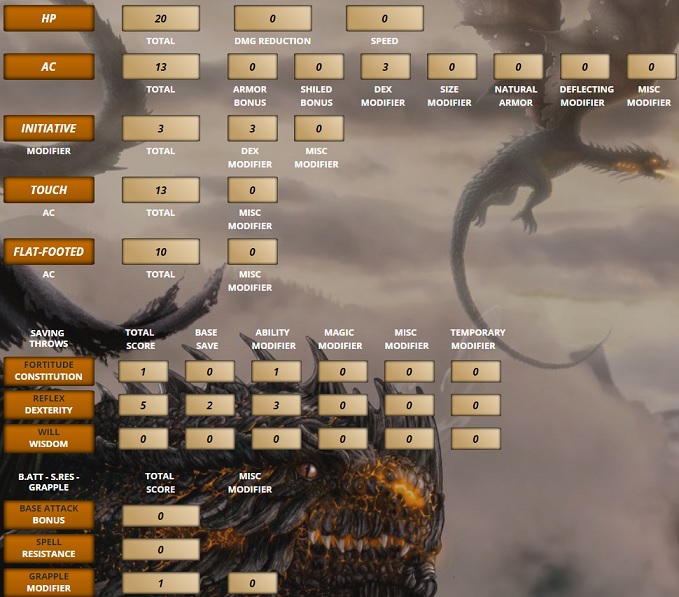 HP 20 0 0
TOTAL DMG REDUCTION SPEED
AC 13 0 0 3 0 0 0 0
TOTAL ARMOR SHILED DEX SIZE NATURAL DEFLECTING MISC
BONUS BONUS MODIFIER MODIFIER ARMOR MODIFIER MODIFIER
INITIATIVE 3 3 0
MODIFIER TOTAL DEX MISC
MODIFIER MODIFIER
TOUCH 13 0
AC TOTAL MISC
MODIFIER
FLAT-FOOTED 10 0
AC TOTAL MISC
MODIFIER
SAVING TOTAL BASE ABILITY MAGIC MISC TEMPORARY
THROWS SCORE SAVE MODIFIER MODIFIER MODIFIER MODIFIER
FORTITUDE
CONSTITUTION 1 0 1 0 0 0
REFLEX
DEXTERITY 5 2 3 0 0 0
WILL
WISDOM 0 0 0 0 0 0
B.ATT - S.RES - TOTAL MISC
GRAPPLE SCORE MODIFIER
BASE ATTACK
BONUS 0
SPELL
RESISTANCE 0
GRAPPLE
MODIFIER 1 0